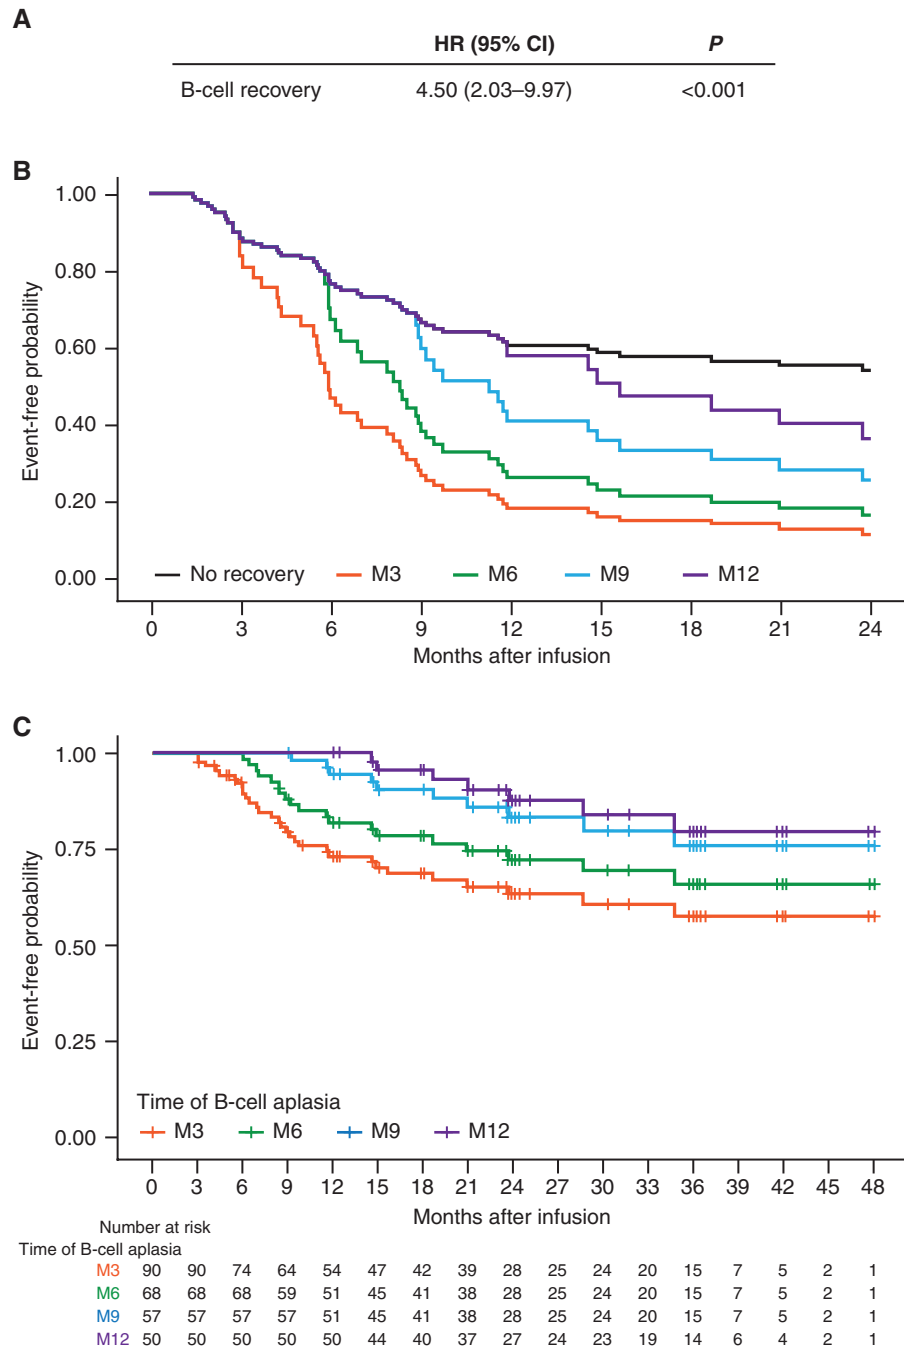 A
HR (95% CI) P
B-cell recovery 4.50 (2.03–9.97) <0.001
B
Event-free probability
1.00
0.80
0.60
0.40
0.20
0.00
No recovery M3 M6 M9 M12
0 3 6 9 12 15 18 21 24
Months after infusion
C
Event-free probability
1.00
0.75
0.50
0.25
0.00
Time of B-cell aplasia
M3 M6 M9 M12
0 3 6 9 12 15 18 21 24 27 30 33 36 39 42 45 48
Months after infusion
Number at risk
Time of B-cell aplasia
M3 90 90 74 64 54 47 42 39 28 25 24 20 15 7 5 2 1
M6 68 68 68 59 51 45 41 38 28 25 24 20 15 7 5 2 1
M9 57 57 57 57 51 45 41 38 28 25 24 20 15 7 5 2 1
M12 50 50 50 50 50 44 40 37 27 24 23 19 14 6 4 2 1